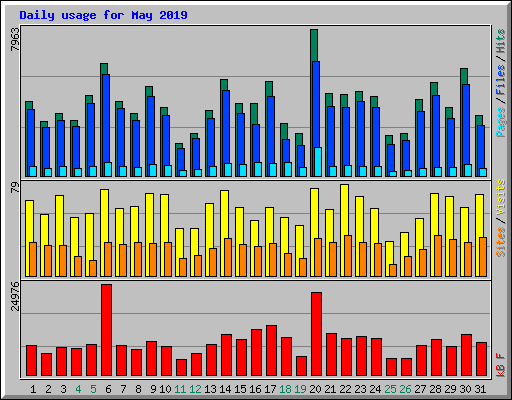 Daily usage for May 2019
7963
Pages / Files / Hits
79
Sites / Visits
24976
kB F
1 2 3 4 5 6 7 8 9 10 11 12 13 14 15 16 17 18 19 20 21 22 23 24 25 26 27 28 29 30 31